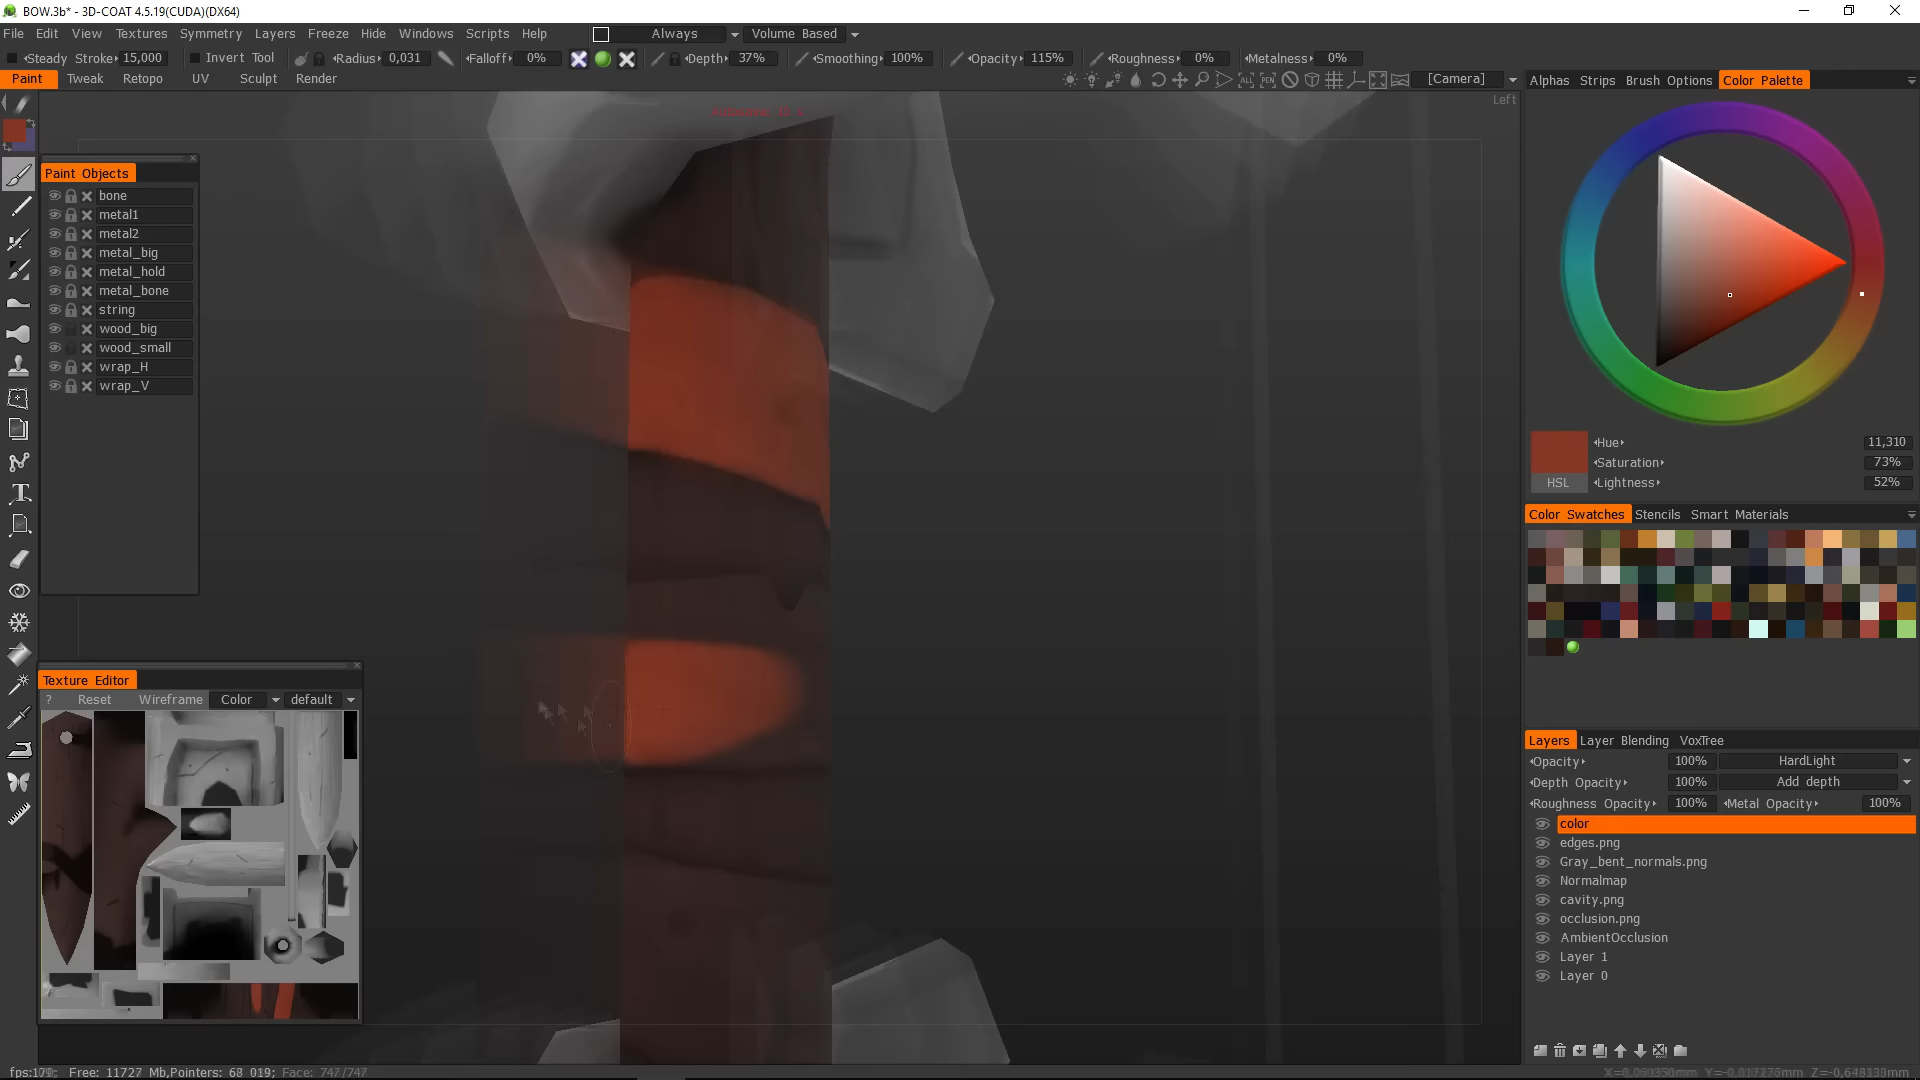 BOW.3b* - 3D-COAT 4.5.19(CUDA)(DX64)
File Edit View Textures Symmetry Layers Freeze Hide Windows Scripts Help Always Volume Based
Steady Stroke 15,000 Invert Tool Radius 0,031 Falloff 0% Depth 37% Smoothing 100% Opacity 115% Roughness 0% Metalness 0%
Paint Tweak Retopo UV Sculpt Render [Camera]
Left
Alphas Strips Brush Options Color Palette
Paint Objects
bone
metal1
metal2
metal_big
metal_hold
metal_bone
string
wood_big
wood_small
wrap_H
wrap_V
Hue 11,310
Saturation 73%
HSL Lightness 52%
Color Swatches Stencils Smart Materials
Texture Editor
? Reset Wireframe Color default
Layers Layer Blending VoxTree
Opacity 100% HardLight
Depth Opacity 100% Add depth
Roughness Opacity 100% Metal Opacity 100%
color
edges.png
Gray_bent_normals.png
Normalmap
cavity.png
occlusion.png
AmbientOcclusion
Layer 1
Layer 0
Free: 11727 Mb,Pointers: 68 019; Face: 747/747